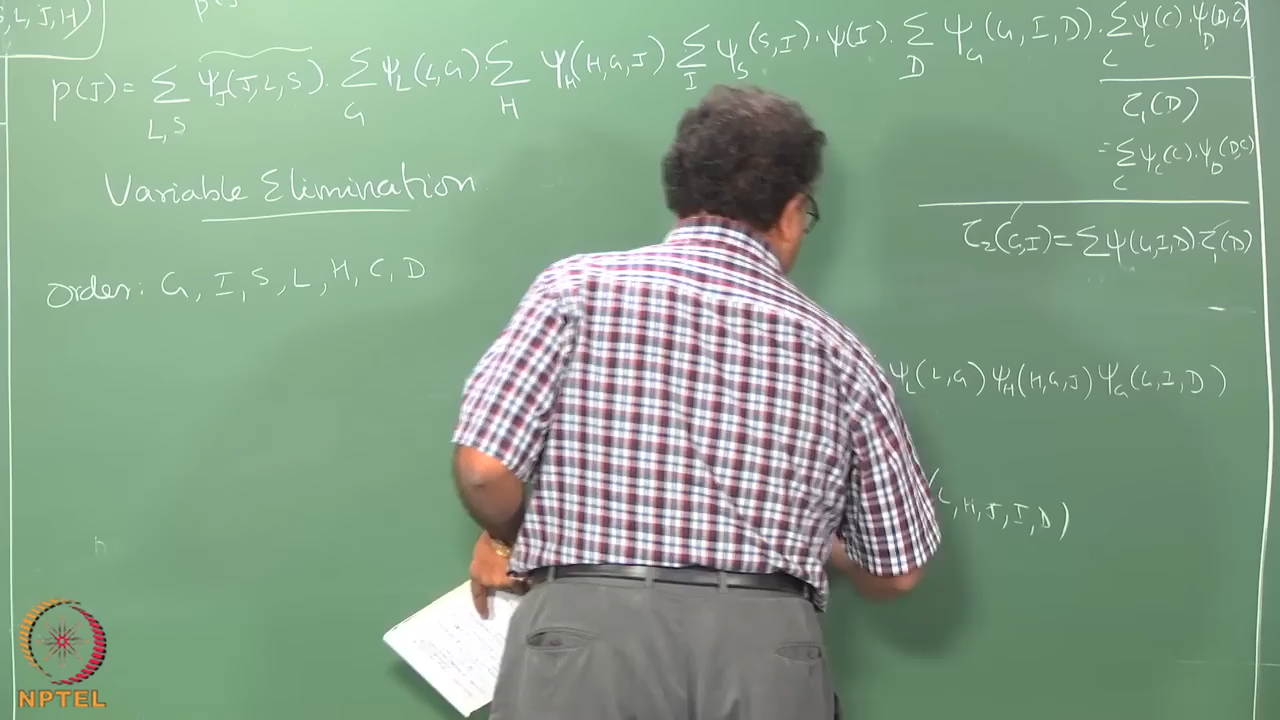 S, L, J, H)
p(J) = Σ_{L,S} ψ_J(J, L, S) · Σ_G ψ_L(L, G) · Σ_H ψ_H(H, G, J) Σ_I ψ_S(S, I) · ψ(I) · Σ_D ψ_G(G, I, D) · Σ_C ψ_C(C) · ψ_D(D, C)
τ_1(D)
= Σ_C ψ_C(C) · ψ_D(D, C)
Variable Elimination
τ_2(G, I) = Σ ψ(G, I, D) τ_1(D)
Order: G, I, S, L, H, C, D
ψ_L(L, G) ψ_H(H, G, J) ψ_G(G, I, D)
(L, H, J, I, D)
NPTEL